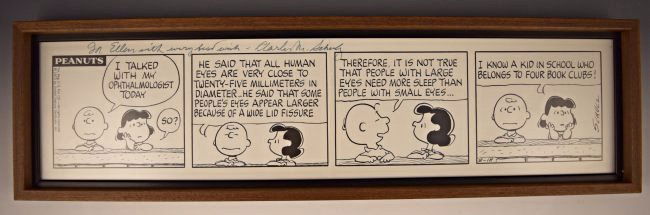 For Ellen with every best wish - Charles M. Schulz
PEANUTS
I TALKED
WITH MY
OPHTHALMOLOGIST
TODAY
SO?
HE SAID THAT ALL HUMAN
EYES ARE VERY CLOSE TO
TWENTY-FIVE MILLIMETERS IN
DIAMETER..HE SAID THAT SOME
PEOPLE'S EYES APPEAR LARGER
BECAUSE OF A WIDE LID FISSURE
THEREFORE, IT IS NOT TRUE
THAT PEOPLE WITH LARGE
EYES NEED MORE SLEEP THAN
PEOPLE WITH SMALL EYES...
I KNOW A KID IN SCHOOL WHO
BELONGS TO FOUR BOOK CLUBS!
SCHULZ